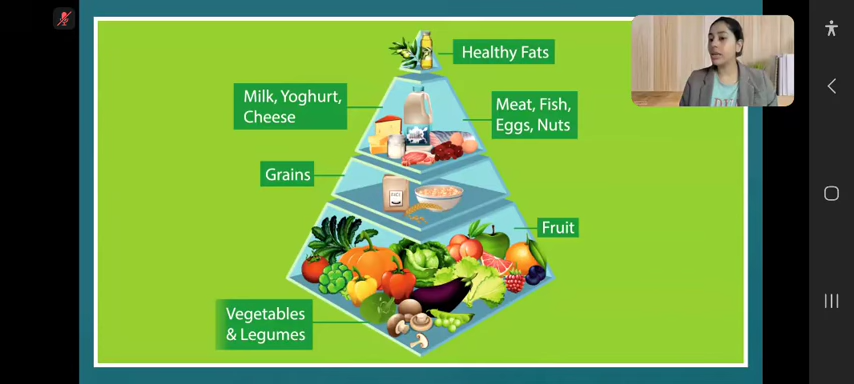 Healthy Fats
Milk, Yoghurt,
Cheese
Meat, Fish,
Eggs, Nuts
Grains
Fruit
Vegetables
& Legumes